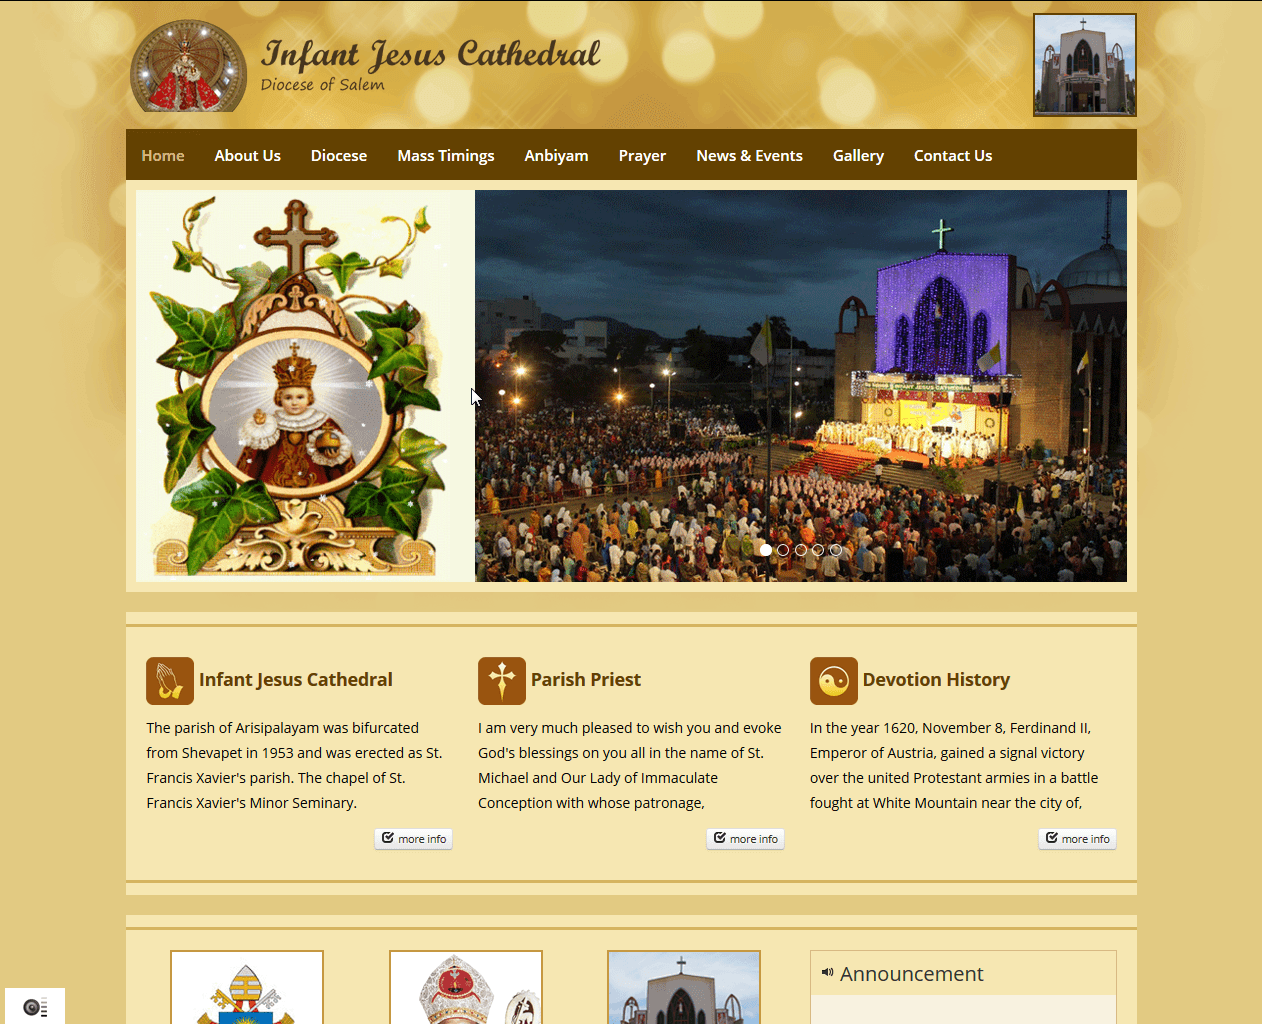 Infant Jesus Cathedral
Diocese of Salem
Home About Us Diocese Mass Timings Anbiyam Prayer News & Events Gallery Contact Us
INFANT JESUS CATHEDRAL
Infant Jesus Cathedral
The parish of Arisipalayam was bifurcated
from Shevapet in 1953 and was erected as St.
Francis Xavier's parish. The chapel of St.
Francis Xavier's Minor Seminary.
more info
Parish Priest
I am very much pleased to wish you and evoke
God's blessings on you all in the name of St.
Michael and Our Lady of Immaculate
Conception with whose patronage,
more info
Devotion History
In the year 1620, November 8, Ferdinand II,
Emperor of Austria, gained a signal victory
over the united Protestant armies in a battle
fought at White Mountain near the city of,
more info
Announcement